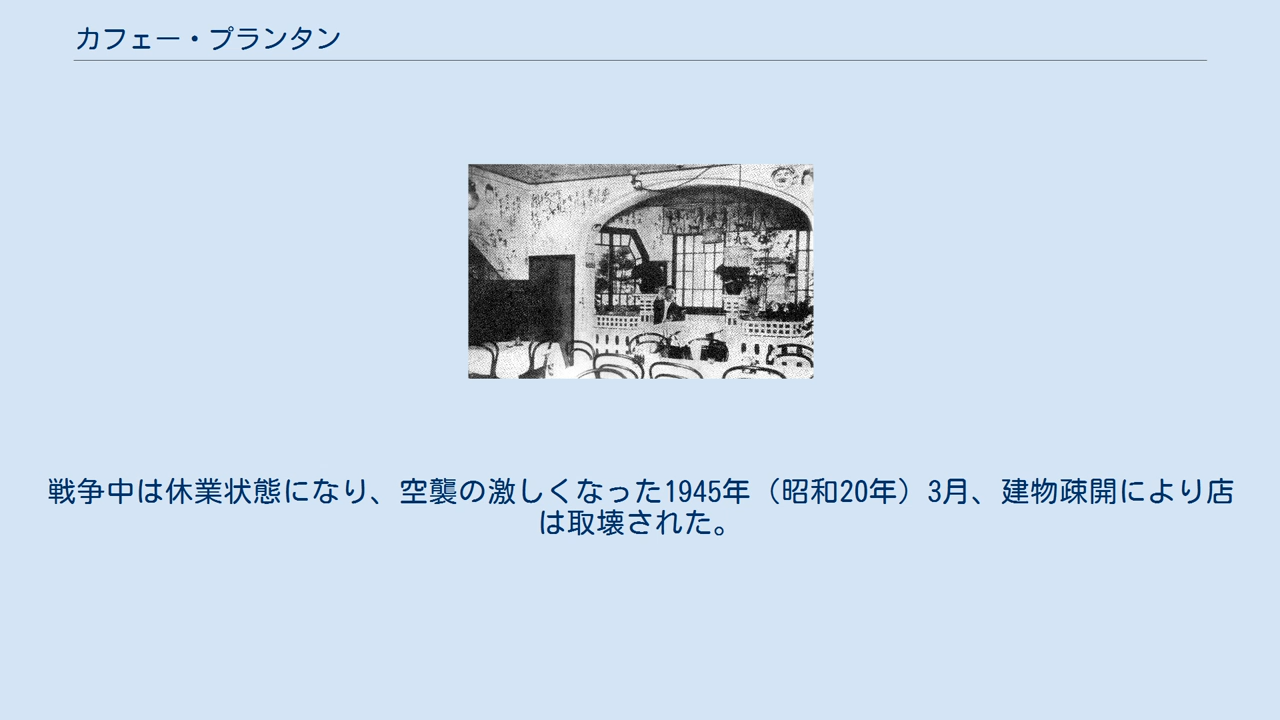 カフェー・プランタン
戦争中は休業状態になり、空襲の激しくなった1945年（昭和20年）3月、建物疎開により店
は取壊された。